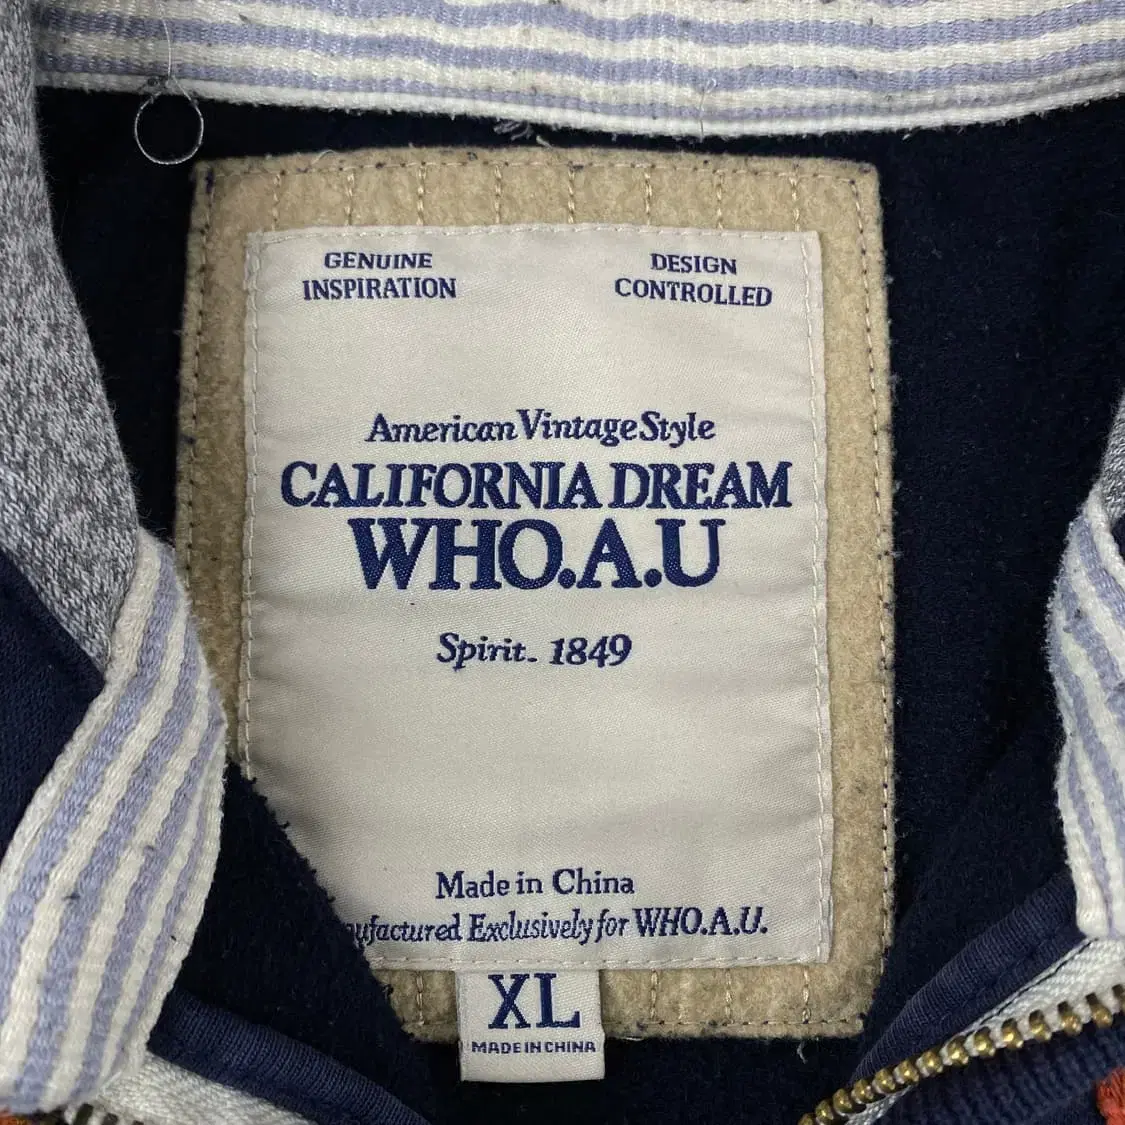 GENUINE
INSPIRATION
DESIGN
CONTROLLED
American Vintage Style
CALIFORNIA DREAM
WHO.A.U
Spirit. 1849
Made in China
Exclusively for WHO.A.U.
XL
MADE IN CHINA